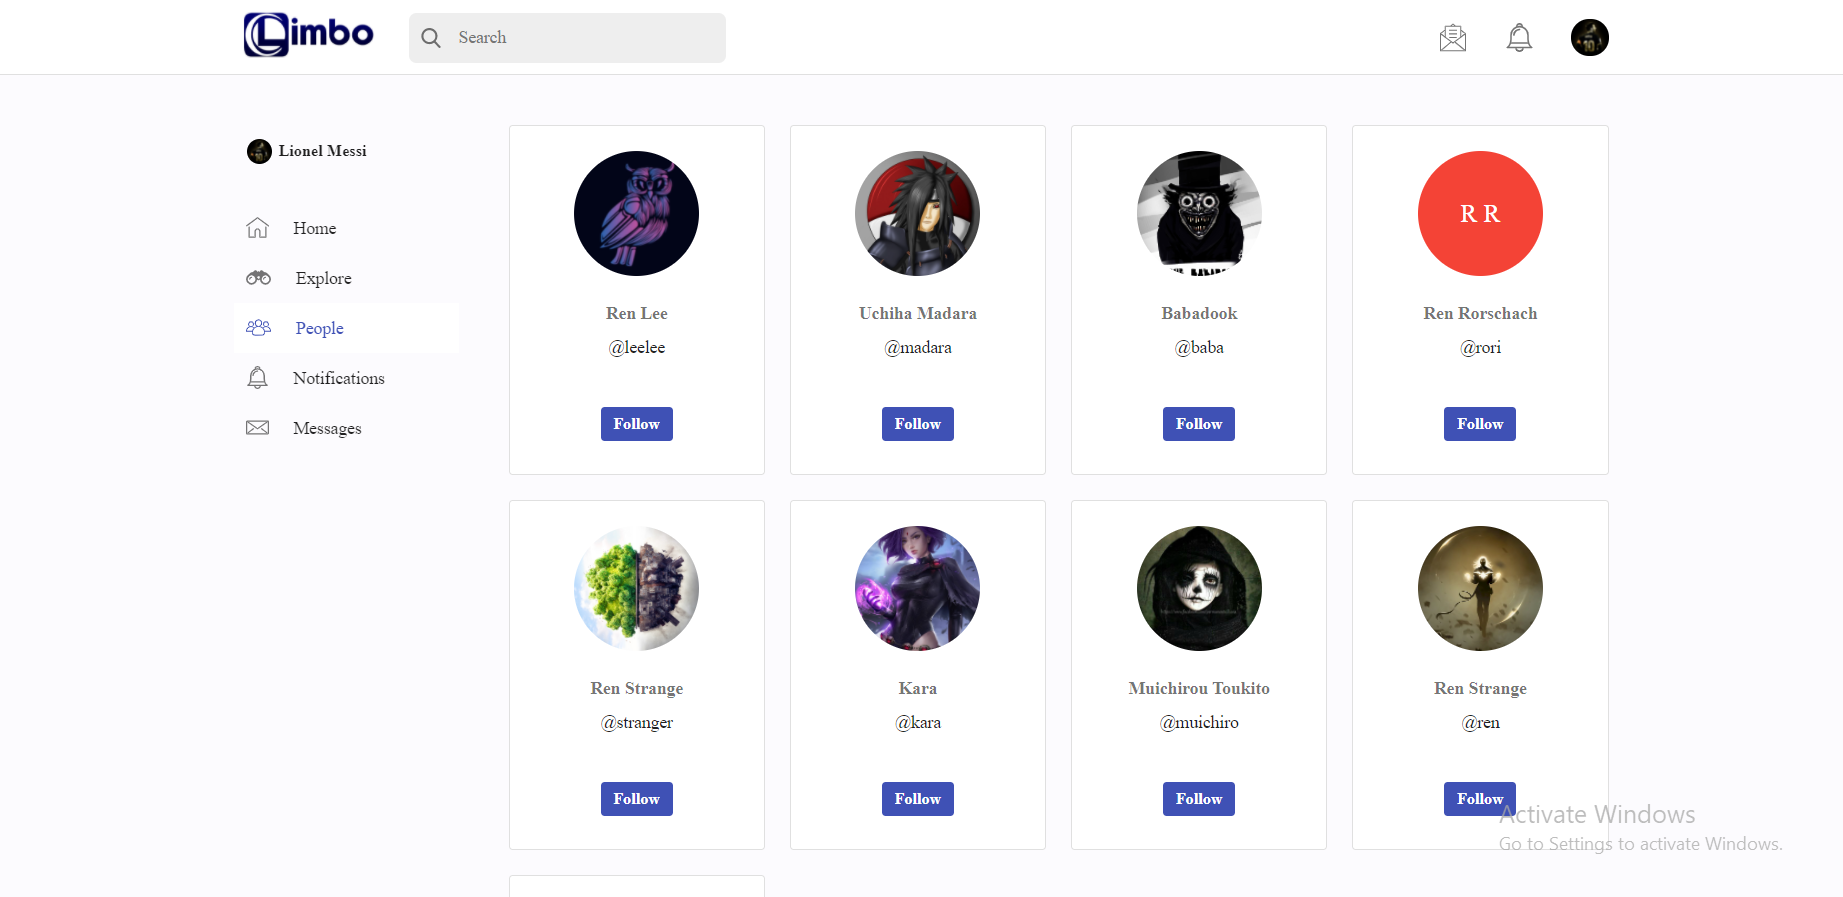 Limbo
Search
Lionel Messi
Home
Explore
People
Notifications
Messages
R R
Ren Lee
@leelee
Follow
Uchiha Madara
@madara
Follow
Babadook
@baba
Follow
Ren Rorschach
@rori
Follow
Ren Strange
@stranger
Follow
Kara
@kara
Follow
Muichirou Toukito
@muichiro
Follow
Ren Strange
@ren
Follow
Activate Windows
Go to Settings to activate Windows.